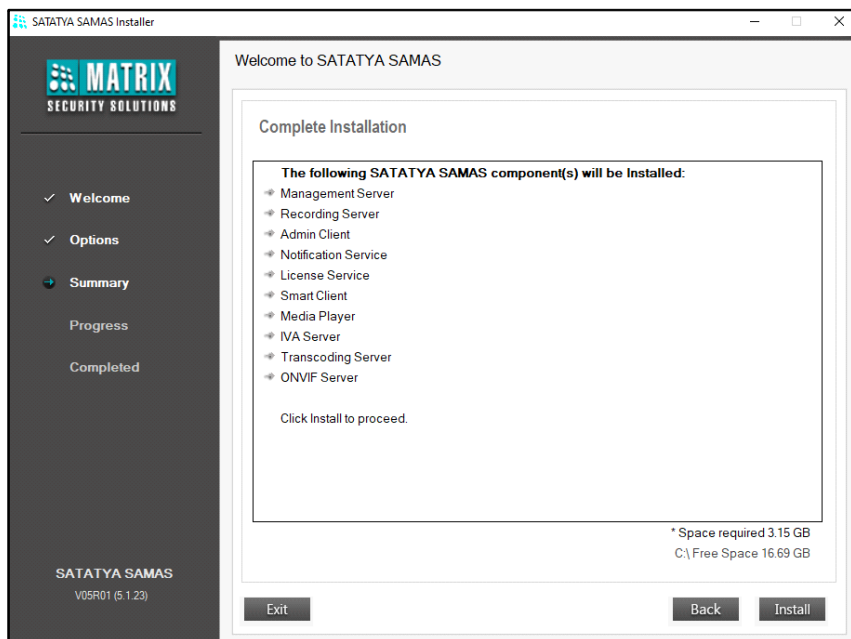 SATATYA SAMAS Installer
MATRIX
SECURITY SOLUTIONS
Welcome
Options
Summary
Progress
Completed
SATATYA SAMAS
V05R01 (5.1.23)
Welcome to SATATYA SAMAS
Complete Installation
The following SATATYA SAMAS component(s) will be Installed:
Management Server
Recording Server
Admin Client
Notification Service
License Service
Smart Client
Media Player
IVA Server
Transcoding Server
ONVIF Server
Click Install to proceed.
* Space required 3.15 GB
C:\ Free Space 16.69 GB
Exit
Back
Install